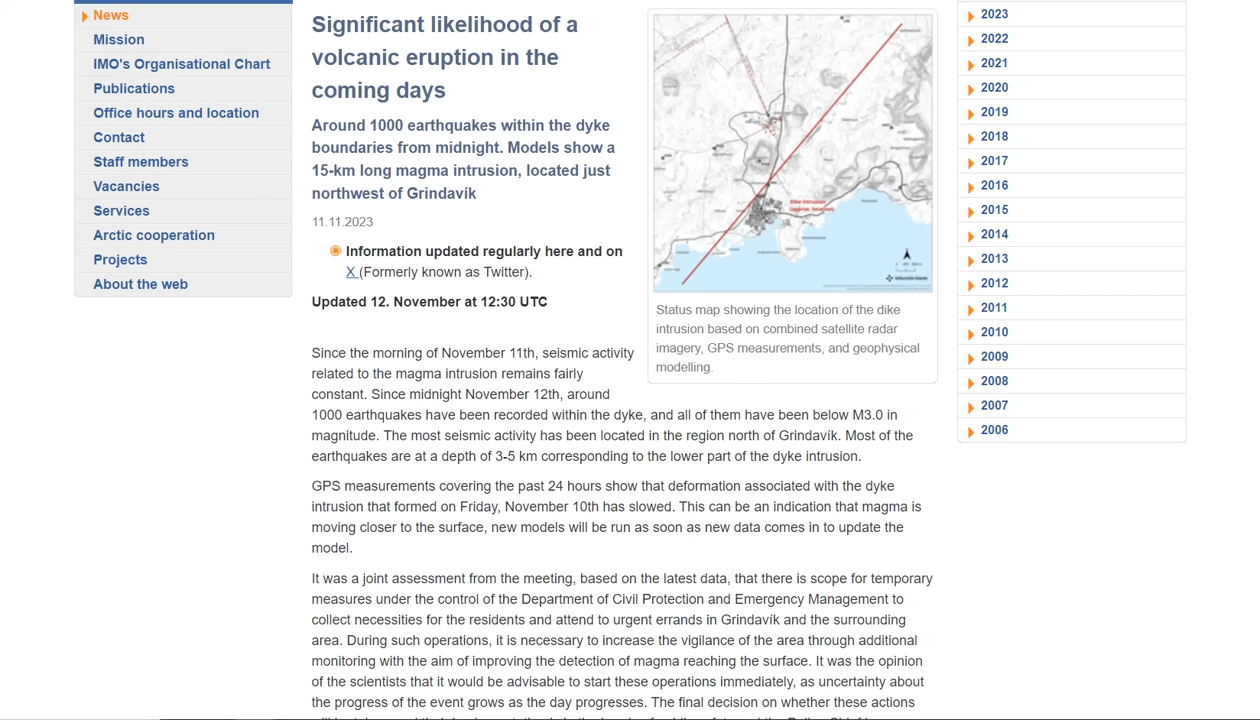 News
Mission
IMO's Organisational Chart
Publications
Office hours and location
Contact
Staff members
Vacancies
Services
Arctic cooperation
Projects
About the web
Significant likelihood of a
volcanic eruption in the
coming days
Around 1000 earthquakes within the dyke
boundaries from midnight. Models show a
15-km long magma intrusion, located just
northwest of Grindavík
11.11.2023
Information updated regularly here and on
X (Formerly known as Twitter).
Updated 12. November at 12:30 UTC
Dike intrusion
Status map showing the location of the dike
intrusion based on combined satellite radar
imagery, GPS measurements, and geophysical
modelling.
Since the morning of November 11th, seismic activity
related to the magma intrusion remains fairly
constant. Since midnight November 12th, around
1000 earthquakes have been recorded within the dyke, and all of them have been below M3.0 in
magnitude. The most seismic activity has been located in the region north of Grindavík. Most of the
earthquakes are at a depth of 3-5 km corresponding to the lower part of the dyke intrusion.
GPS measurements covering the past 24 hours show that deformation associated with the dyke
intrusion that formed on Friday, November 10th has slowed. This can be an indication that magma is
moving closer to the surface, new models will be run as soon as new data comes in to update the
model.
It was a joint assessment from the meeting, based on the latest data, that there is scope for temporary
measures under the control of the Department of Civil Protection and Emergency Management to
collect necessities for the residents and attend to urgent errands in Grindavík and the surrounding
area. During such operations, it is necessary to increase the vigilance of the area through additional
monitoring with the aim of improving the detection of magma reaching the surface. It was the opinion
of the scientists that it would be advisable to start these operations immediately, as uncertainty about
the progress of the event grows as the day progresses. The final decision on whether these actions
2023
2022
2021
2020
2019
2018
2017
2016
2015
2014
2013
2012
2011
2010
2009
2008
2007
2006